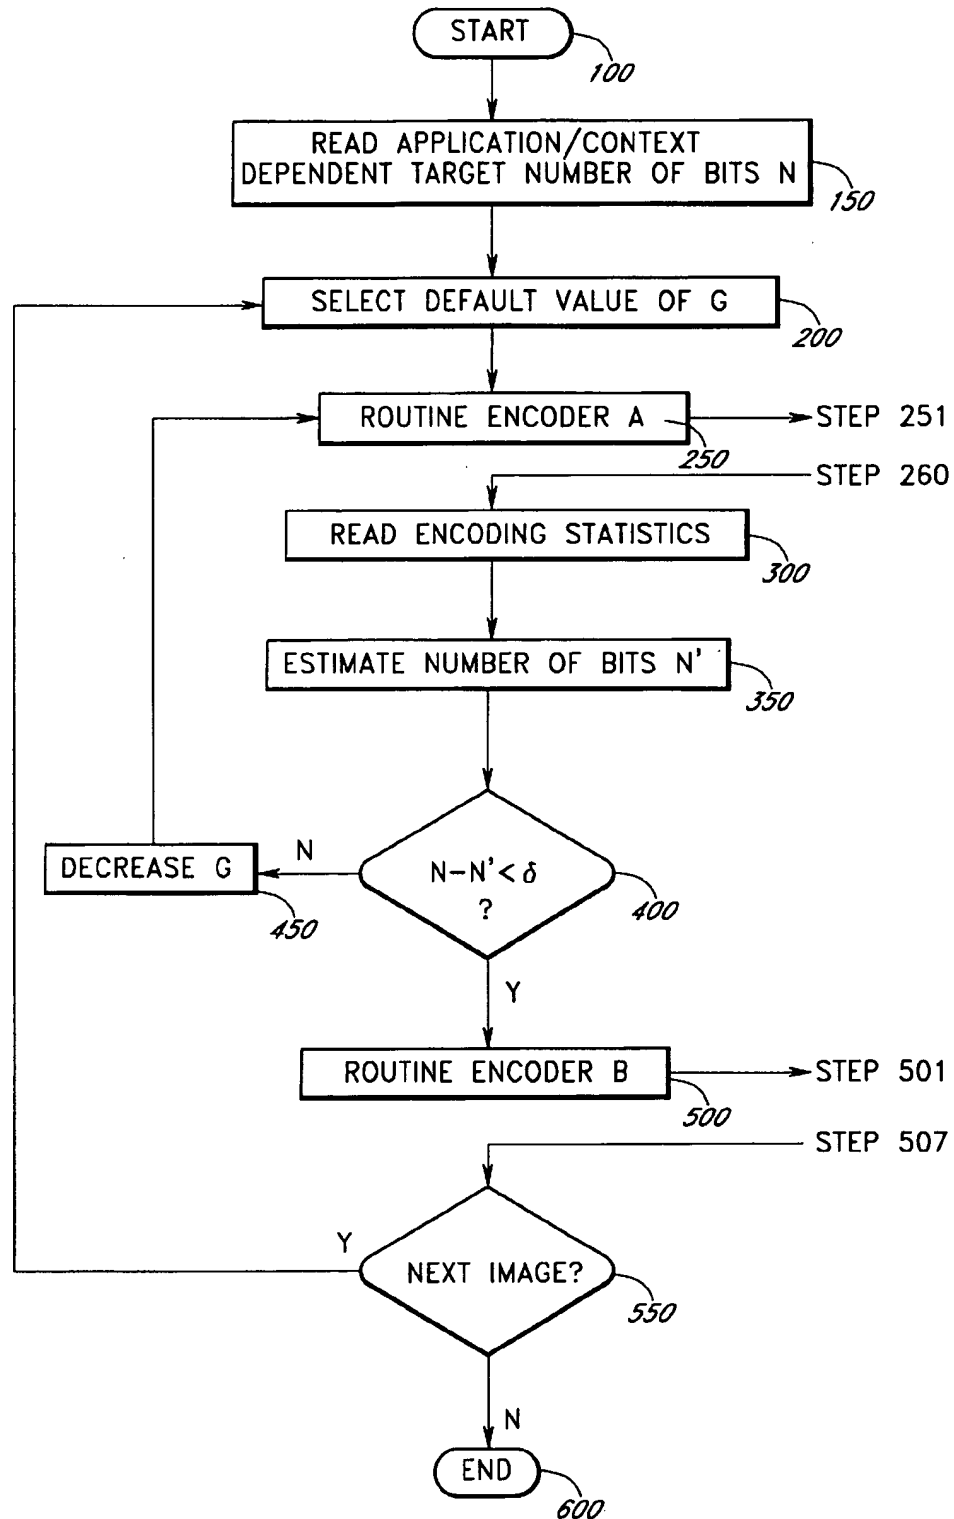 START
100
READ APPLICATION/CONTEXT
DEPENDENT TARGET NUMBER OF BITS N
150
SELECT DEFAULT VALUE OF G
200
ROUTINE ENCODER A
250
STEP 251
STEP 260
READ ENCODING STATISTICS
300
ESTIMATE NUMBER OF BITS N'
350
DECREASE G
450
N
N-N'<δ
?
400
Y
ROUTINE ENCODER B
500
STEP 501
STEP 507
Y
NEXT IMAGE?
550
N
END
600